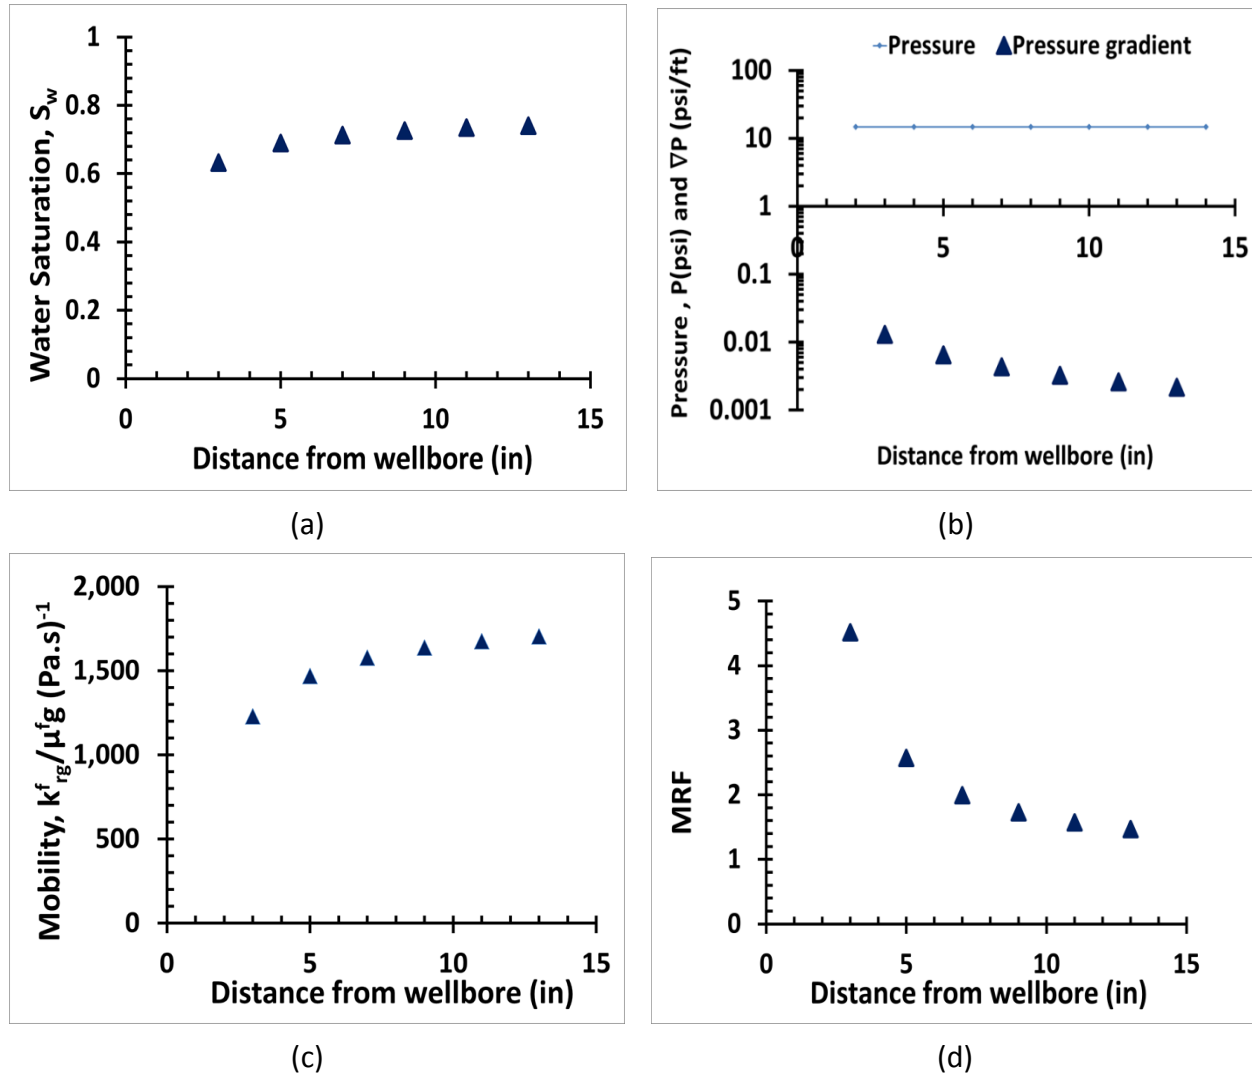 Water Saturation, Sw
1
0.8
0.6
0.4
0.2
0
0 5 10 15
Distance from wellbore (in)
(a)
Pressure , P(psi) and ∇P (psi/ft)
Pressure Pressure gradient
100
10
1
0.1
0.01
0.001
0 5 10 15
Distance from wellbore (in)
(b)
Mobility, kᶠrg/µᶠg (Pa.s)⁻¹
2,000
1,500
1,000
500
0
0 5 10 15
Distance from wellbore (in)
(c)
MRF
5
4
3
2
1
0
0 5 10 15
Distance from wellbore (in)
(d)